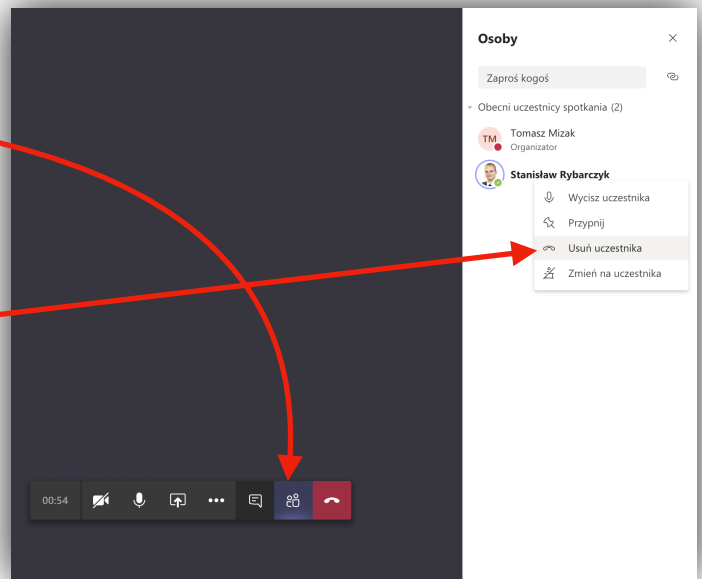 Osoby
Zaproś kogoś
Obecni uczestnicy spotkania (2)
TM
Tomasz Mizak
Organizator
Stanisław Rybarczyk
Wycisz uczestnika
Przypnij
Usuń uczestnika
Zmień na uczestnika
00:54